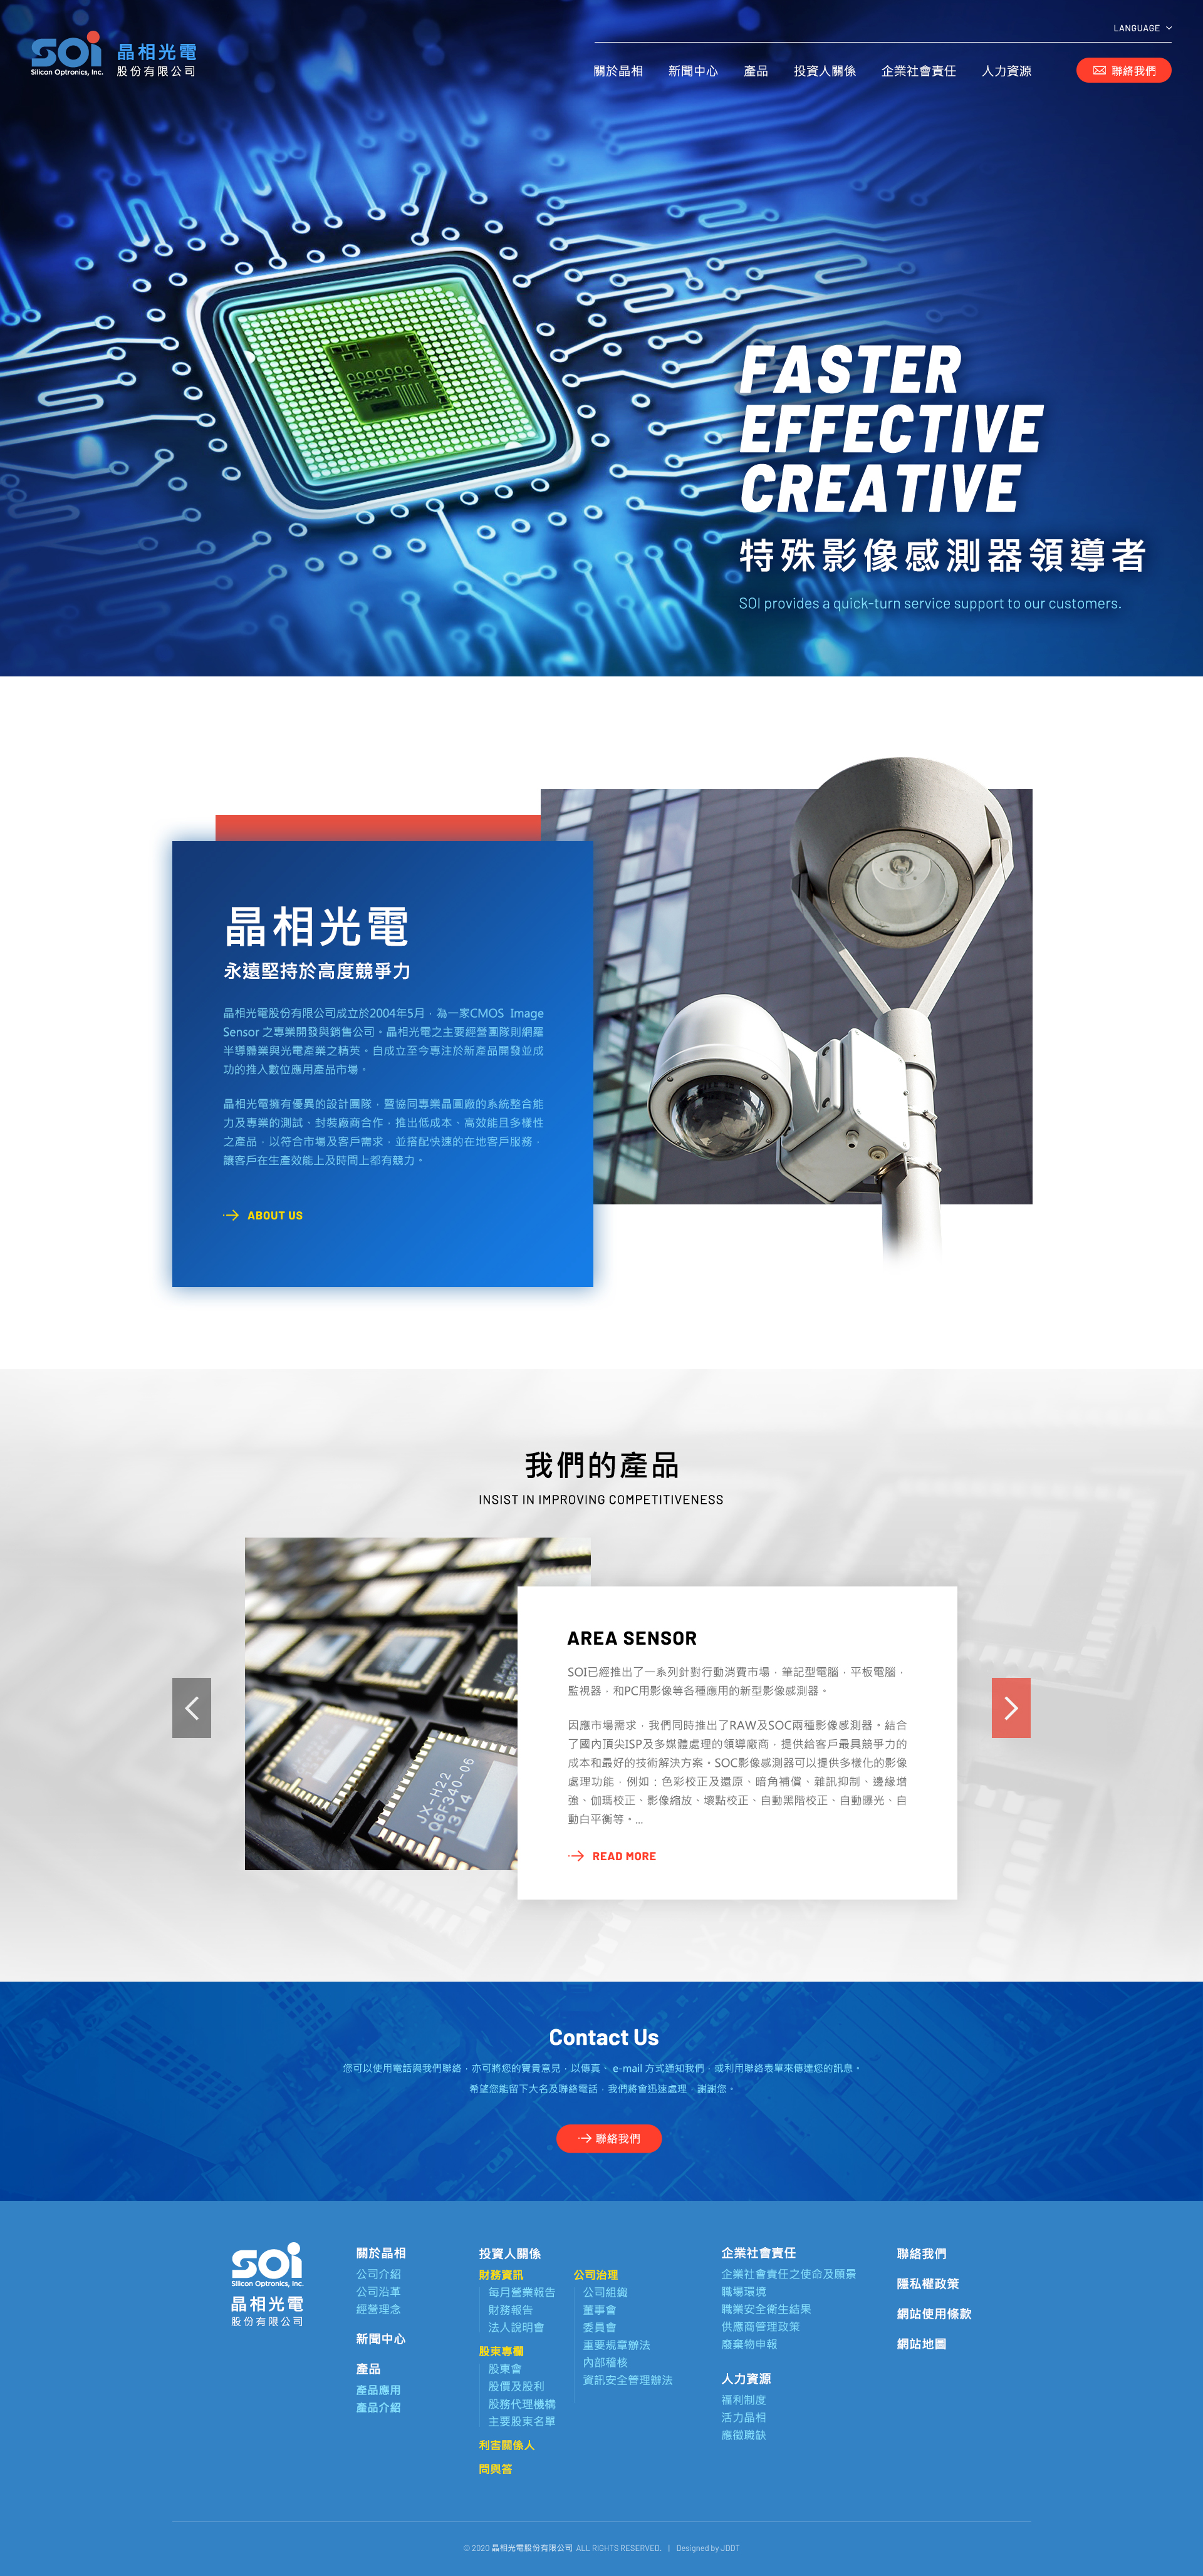 LANGUAGE
SOi 晶相光電
Silicon Optronics, Inc. 股份有限公司
關於晶相 新聞中心 產品 投資人關係 企業社會責任 人力資源 聯絡我們
FASTER
EFFECTIVE
CREATIVE
特殊影像感測器領導者
SOI provides a quick-turn service support to our customers.
晶相光電
永遠堅持於高度競爭力
晶相光電股份有限公司成立於2004年5月，為一家CMOS Image
Sensor 之專業開發與銷售公司。晶相光電之主要經營團隊則網羅
半導體業與光電產業之精英。自成立至今專注於新產品開發並成
功的推入數位應用產品市場。
晶相光電擁有優異的設計團隊，暨協同專業晶圓廠的系統整合能
力及專業的測試、封裝廠商合作，推出低成本、高效能且多樣性
之產品，以符合市場及客戶需求，並搭配快速的在地客戶服務，
讓客戶在生產效能上及時間上都有競力。
ABOUT US
我們的產品
INSIST IN IMPROVING COMPETITIVENESS
JX-H22
Q6F340-06
1314
AREA SENSOR
SOI已經推出了一系列針對行動消費市場，筆記型電腦，平板電腦，
監視器，和PC用影像等各種應用的新型影像感測器。
因應市場需求，我們同時推出了RAW及SOC兩種影像感測器。結合
了國內頂尖ISP及多媒體處理的領導廠商，提供給客戶最具競爭力的
成本和最好的技術解決方案。SOC影像感測器可以提供多樣化的影像
處理功能，例如：色彩校正及還原、暗角補償、雜訊抑制、邊緣增
強、伽瑪校正、影像縮放、壞點校正、自動黑階校正、自動曝光、自
動白平衡等。...
READ MORE
Contact Us
您可以使用電話與我們聯絡，亦可將您的寶貴意見，以傳真、 e-mail 方式通知我們，或利用聯絡表單來傳達您的訊息。
希望您能留下大名及聯絡電話，我們將會迅速處理，謝謝您。
聯絡我們
SOi
Silicon Optronics, Inc.
晶相光電
股份有限公司
關於晶相
公司介紹
公司沿革
經營理念
新聞中心
產品
產品應用
產品介紹
投資人關係
財務資訊
每月營業報告
財務報告
法人說明會
股東專欄
股東會
股價及股利
股務代理機構
主要股東名單
利害關係人
問與答
公司治理
公司組織
董事會
委員會
重要規章辦法
內部稽核
資訊安全管理辦法
企業社會責任
企業社會責任之使命及願景
職場環境
職業安全衛生結果
供應商管理政策
廢棄物申報
人力資源
福利制度
活力晶相
應徵職缺
聯絡我們
隱私權政策
網站使用條款
網站地圖
© 2020 晶相光電股份有限公司 ALL RIGHTS RESERVED. | Designed by JDDT